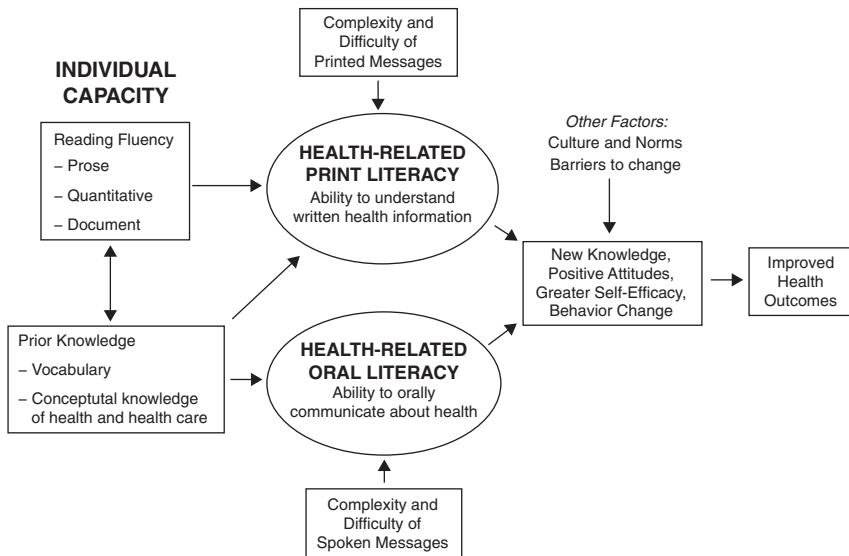 Complexity and
Difficulty of
Printed Messages
INDIVIDUAL
CAPACITY
Reading Fluency
– Prose
– Quantitative
– Document
HEALTH-RELATED
PRINT LITERACY
Ability to understand
written health information
Other Factors:
Culture and Norms
Barriers to change
New Knowledge,
Positive Attitudes,
Greater Self-Efficacy,
Behavior Change
Improved
Health
Outcomes
Prior Knowledge
– Vocabulary
– Conceptutal knowledge
of health and health care
HEALTH-RELATED
ORAL LITERACY
Ability to orally
communicate about health
Complexity and
Difficulty of
Spoken Messages